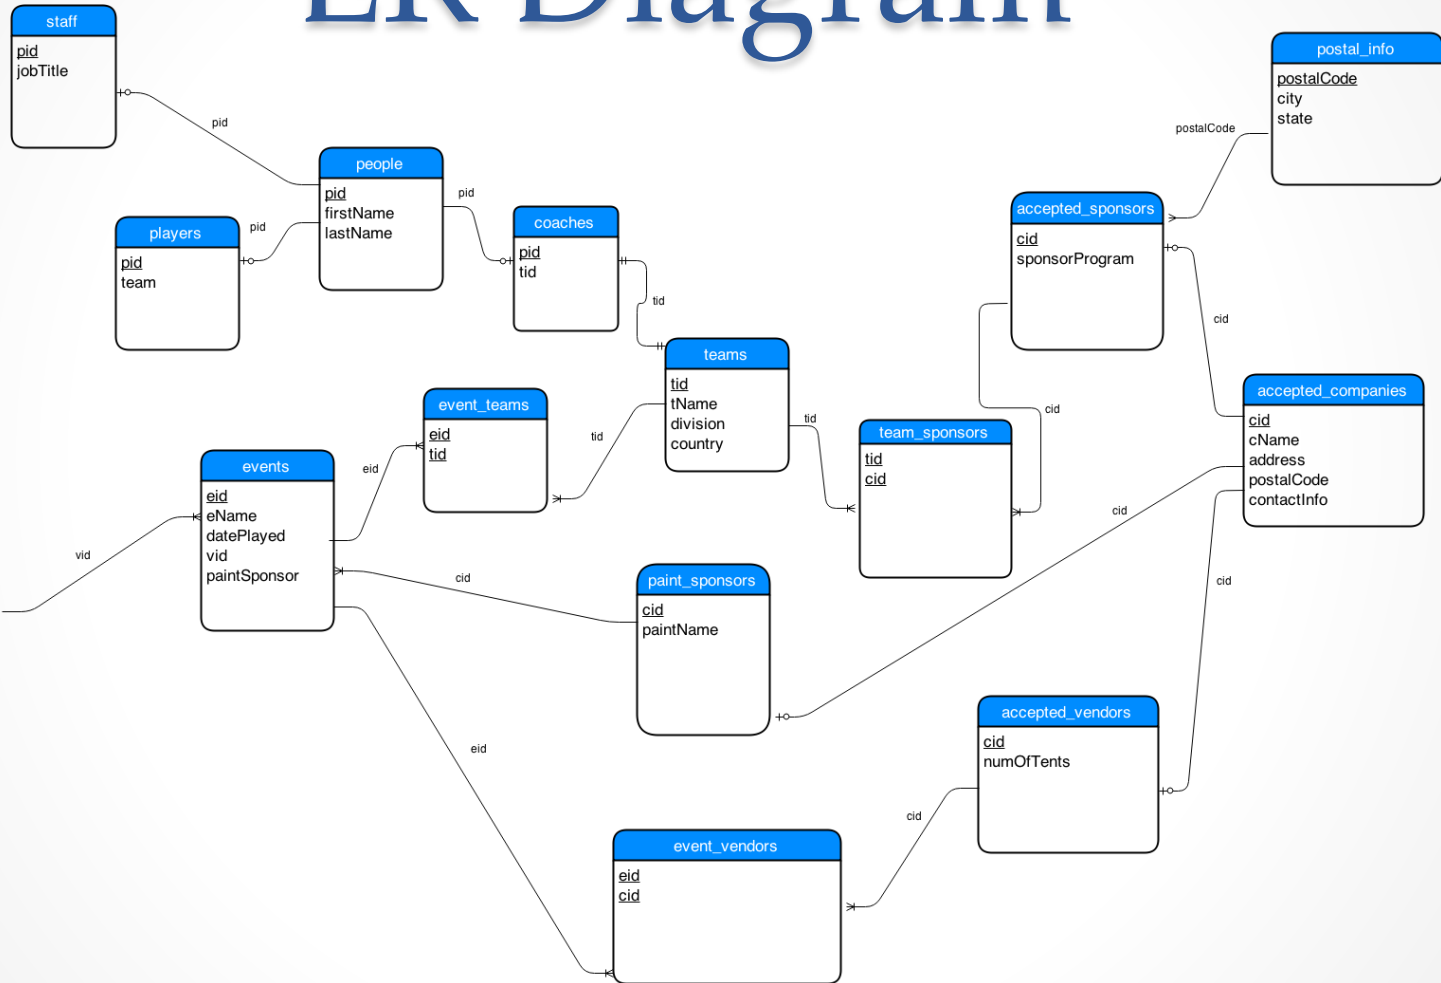 ER Diagram
staff
pid
jobTitle
pid
people
pid
firstName
lastName
pid
players
pid
team
pid
coaches
pid
tid
tid
teams
tid
tName
division
country
event_teams
eid
tid
tid
eid
events
eid
eName
datePlayed
vid
paintSponsor
vid
cid
paint_sponsors
cid
paintName
tid
team_sponsors
tid
cid
cid
accepted_sponsors
cid
sponsorProgram
postalCode
postal_info
postalCode
city
state
cid
accepted_companies
cid
cName
address
postalCode
contactInfo
cid
cid
accepted_vendors
cid
numOfTents
cid
eid
event_vendors
eid
cid